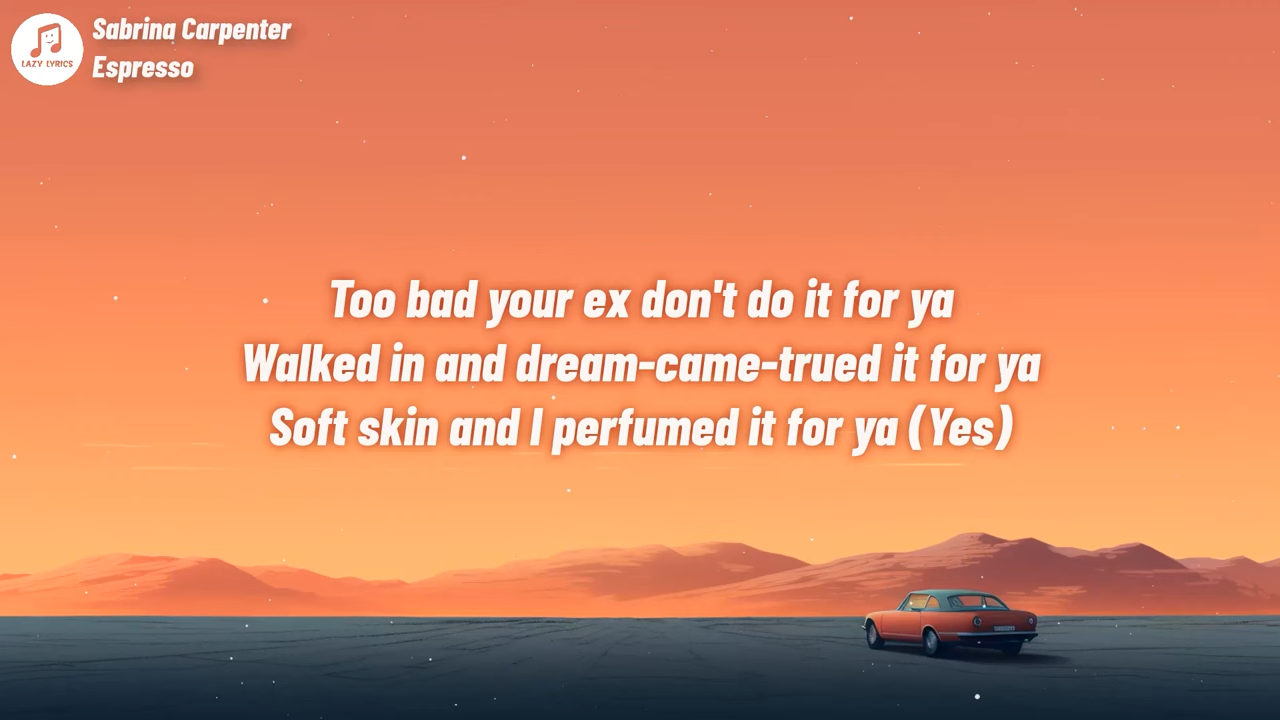 Sabrina Carpenter
Espresso
LAZY LYRICS
Too bad your ex don't do it for ya
Walked in and dream-came-trued it for ya
Soft skin and I perfumed it for ya (Yes)